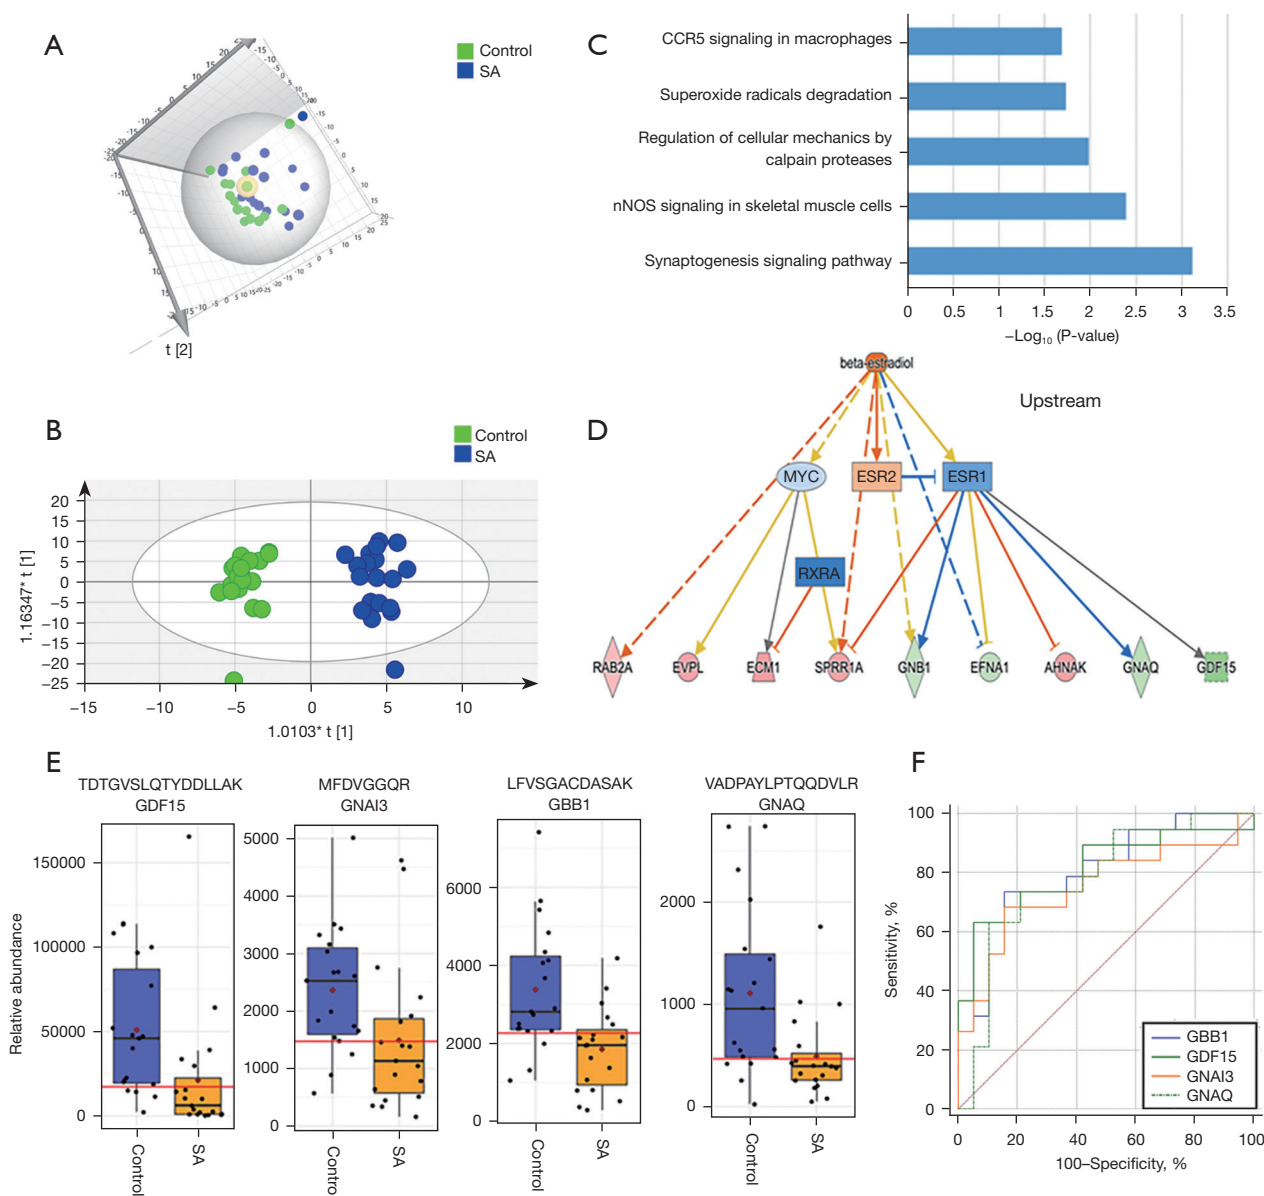 A
Control
SA
t [2]
C
CCR5 signaling in macrophages
Superoxide radicals degradation
Regulation of cellular mechanics by
calpain proteases
nNOS signaling in skeletal muscle cells
Synaptogenesis signaling pathway
0 0.5 1 1.5 2 2.5 3 3.5
−Log₁₀ (P-value)
B
Control
SA
1.16347* t [1]
20
15
10
5
0
−5
−10
−15
−20
−25
−15 −10 −5 0 5 10
1.0103* t [1]
D
beta-estradiol
Upstream
MYC
ESR2
ESR1
RXRA
RAB2A EVPL ECM1 SPRR1A GNB1 EFNA1 AHNAK GNAQ GDF15
E
Relative abundance
TDTGVSLQTYDDLLAK
GDF15
150000
100000
50000
0
Control SA
MFDVGGQR
GNAI3
5000
4000
3000
2000
1000
0
Contro SA
LFVSGACDASAK
GBB1
6000
4000
2000
0
Control SA
VADPAYLPTQQDVLR
GNAQ
2000
1000
0
Control SA
F
Sensitivity, %
100
80
60
40
20
0
GBB1
GDF15
GNAI3
GNAQ
0 20 40 60 80 100
100–Specificity, %